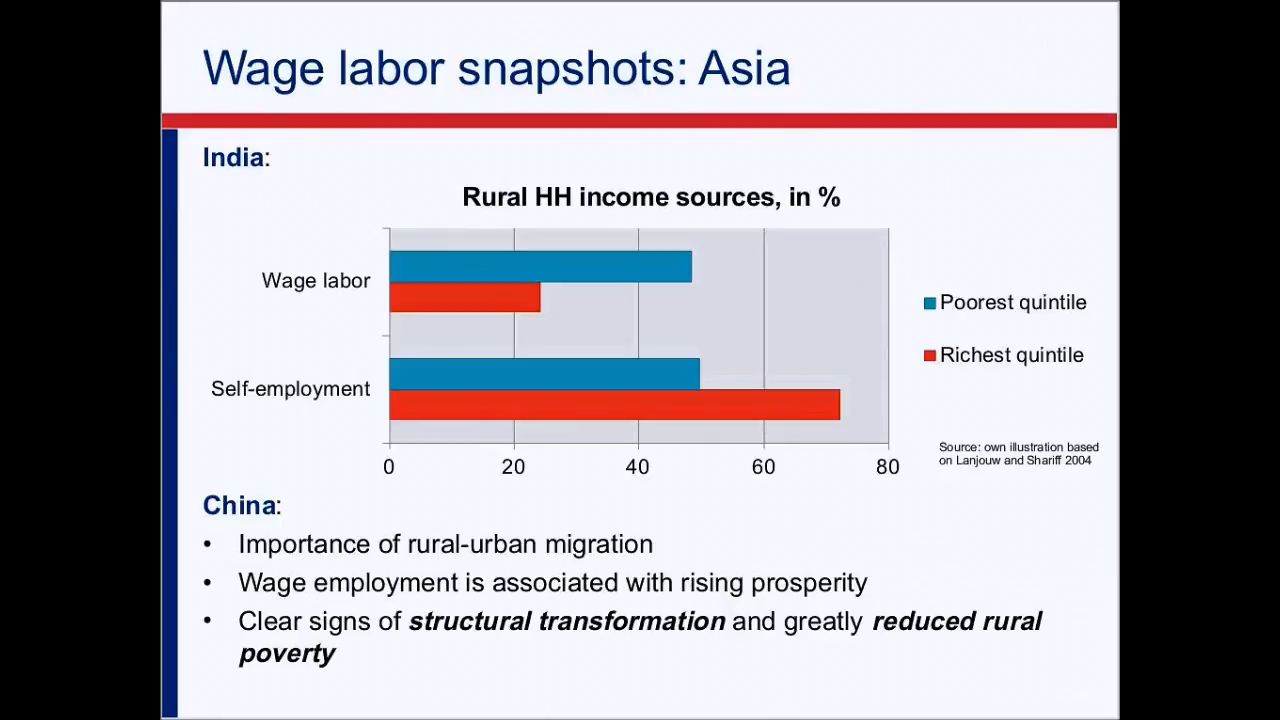 Wage labor snapshots: Asia
India:
Rural HH income sources, in %
Wage labor
Self-employment
0 20 40 60 80
Poorest quintile
Richest quintile
Source: own illustration based
on Lanjouw and Shariff 2004
China:
• Importance of rural-urban migration
• Wage employment is associated with rising prosperity
• Clear signs of structural transformation and greatly reduced rural
poverty